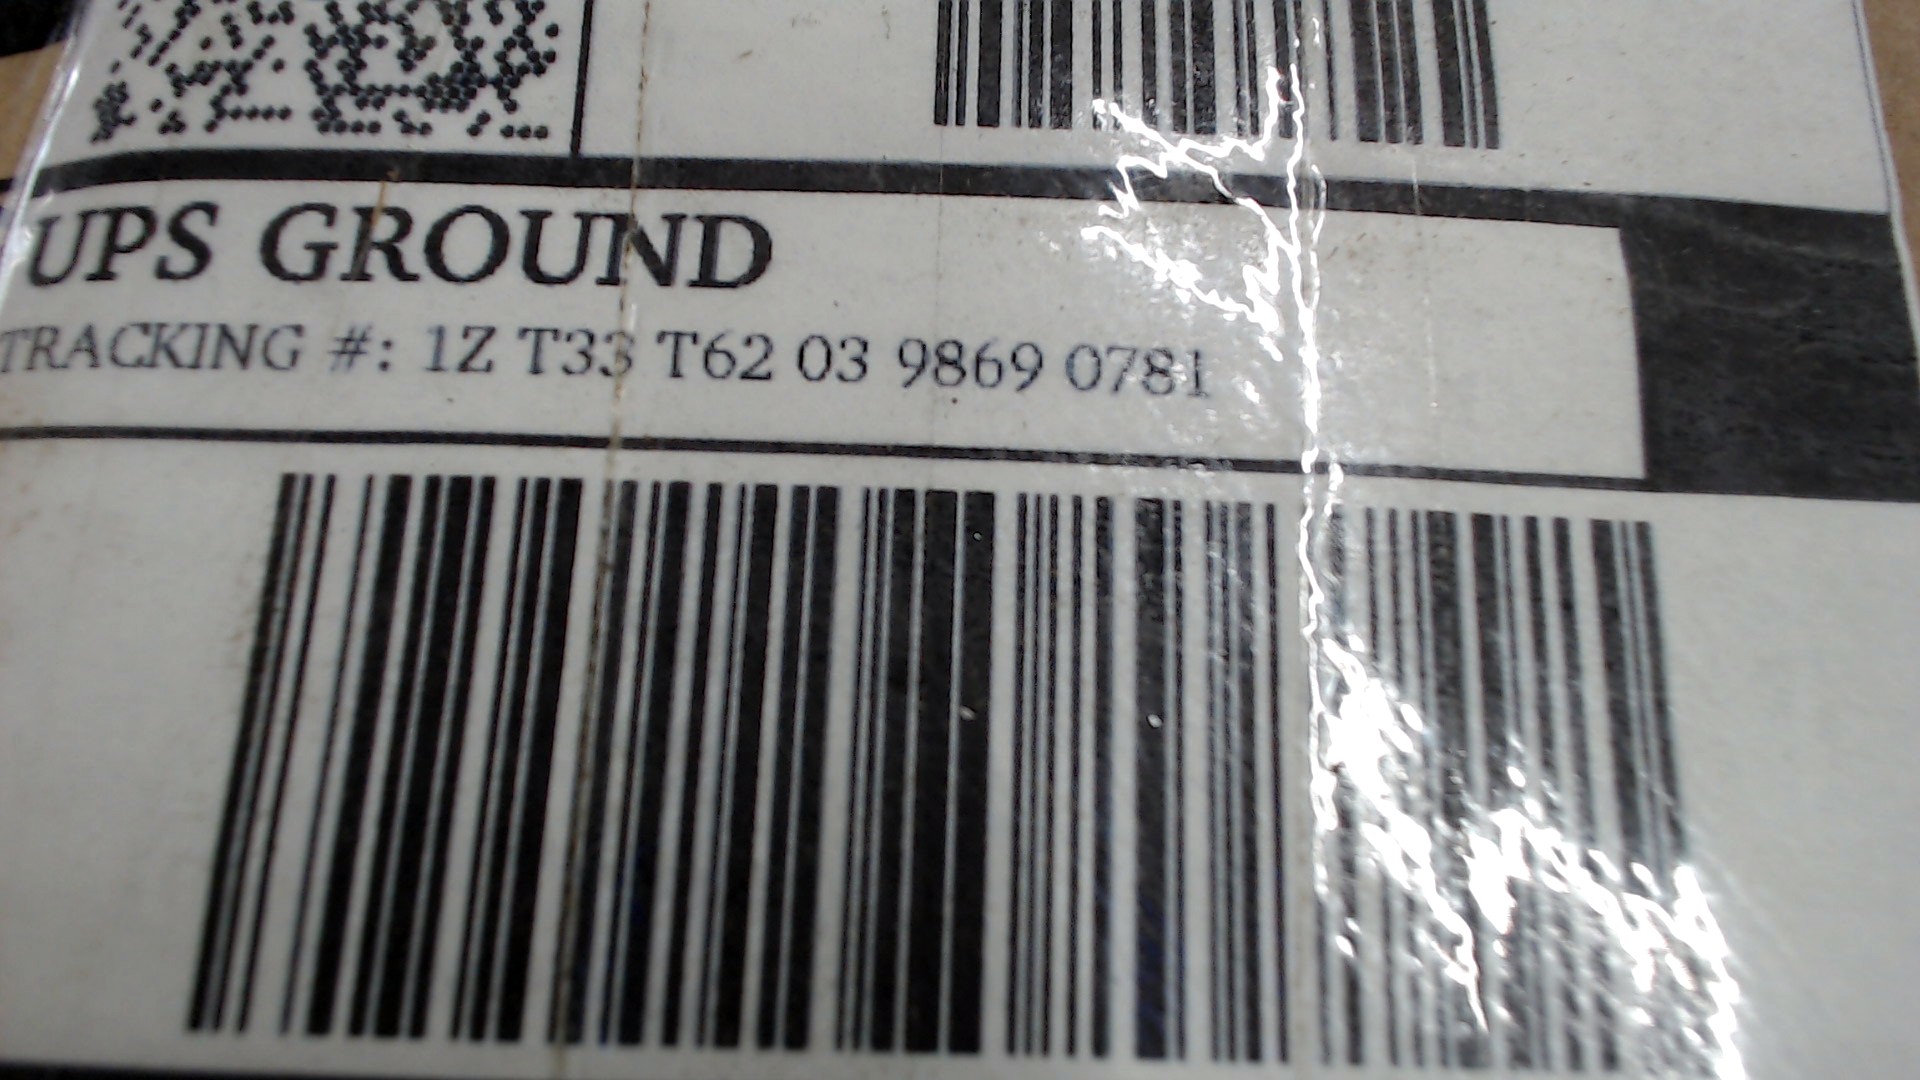 UPS GROUND
TRACKING #: 1Z T33 T62 03 9869 0781